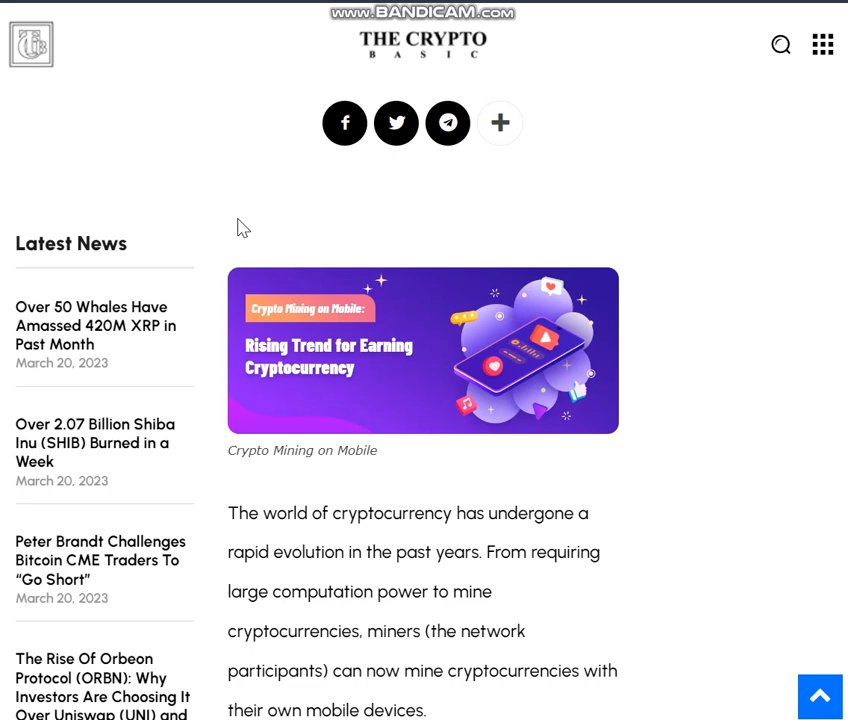 www.BANDICAM.com
THE CRYPTO
BASIC
Latest News
Over 50 Whales Have
Amassed 420M XRP in
Past Month
March 20, 2023
Over 2.07 Billion Shiba
Inu (SHIB) Burned in a
Week
March 20, 2023
Peter Brandt Challenges
Bitcoin CME Traders To
“Go Short”
March 20, 2023
The Rise Of Orbeon
Protocol (ORBN): Why
Investors Are Choosing It
Over Uniswap (UNI) and
Crypto Mining on Mobile:
Rising Trend for Earning
Cryptocurrency
Crypto Mining on Mobile
The world of cryptocurrency has undergone a
rapid evolution in the past years. From requiring
large computation power to mine
cryptocurrencies, miners (the network
participants) can now mine cryptocurrencies with
their own mobile devices.